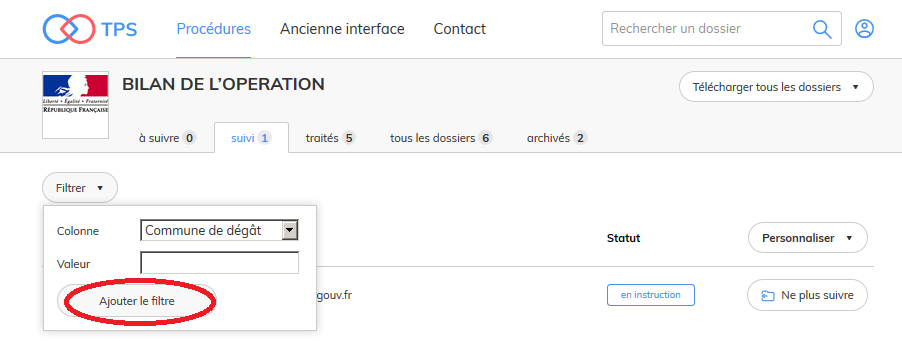 TPS Procédures Ancienne interface Contact Rechercher un dossier
BILAN DE L'OPERATION
Télécharger tous les dossiers
Liberté • Égalité • Fraternité
RÉPUBLIQUE FRANÇAISE
à suivre 0 suivi 1 traités 5 tous les dossiers 6 archivés 2
Filtrer
Colonne Commune de dégât
Statut Personnaliser
Valeur
Ajouter le filtre
gouv.fr en instruction Ne plus suivre